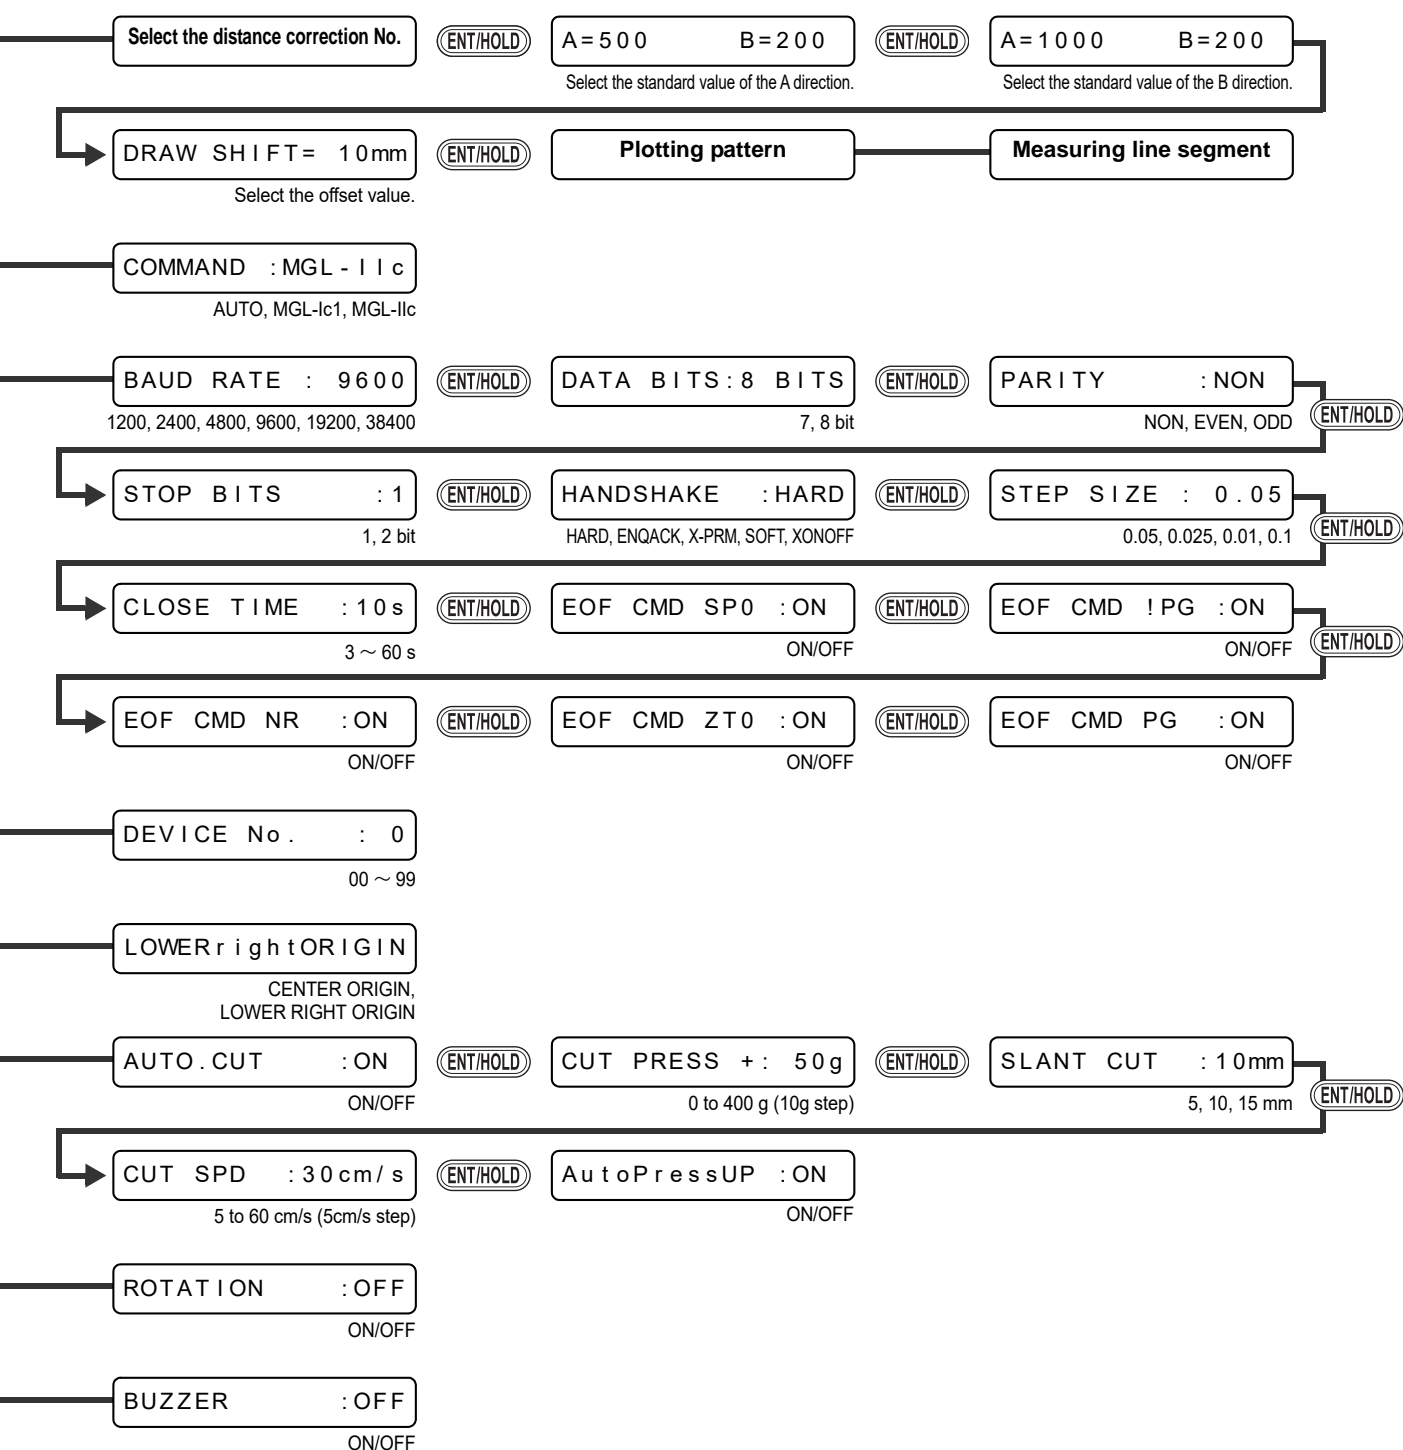 Select the distance correction No. ENT/HOLD A=500 B=200 ENT/HOLD A=1000 B=200
Select the standard value of the A direction. Select the standard value of the B direction.
DRAW SHIFT= 10mm ENT/HOLD Plotting pattern Measuring line segment
Select the offset value.
COMMAND :MGL-IIc
AUTO, MGL-Ic1, MGL-IIc
BAUD RATE : 9600 ENT/HOLD DATA BITS:8 BITS ENT/HOLD PARITY :NON
1200, 2400, 4800, 9600, 19200, 38400 7, 8 bit NON, EVEN, ODD ENT/HOLD
STOP BITS :1 ENT/HOLD HANDSHAKE :HARD ENT/HOLD STEP SIZE : 0.05
1, 2 bit HARD, ENQACK, X-PRM, SOFT, XONOFF 0.05, 0.025, 0.01, 0.1 ENT/HOLD
CLOSE TIME :10s ENT/HOLD EOF CMD SP0 :ON ENT/HOLD EOF CMD !PG :ON
3 ～ 60 s ON/OFF ON/OFF ENT/HOLD
EOF CMD NR :ON ENT/HOLD EOF CMD ZT0 :ON ENT/HOLD EOF CMD PG :ON
ON/OFF ON/OFF ON/OFF
DEVICE No. : 0
00 ～ 99
LOWERrightORIGIN
CENTER ORIGIN,
LOWER RIGHT ORIGIN
AUTO.CUT :ON ENT/HOLD CUT PRESS +: 50g ENT/HOLD SLANT CUT :10mm
ON/OFF 0 to 400 g (10g step) 5, 10, 15 mm ENT/HOLD
CUT SPD :30cm/s ENT/HOLD AutoPressUP :ON
5 to 60 cm/s (5cm/s step) ON/OFF
ROTATION :OFF
ON/OFF
BUZZER :OFF
ON/OFF